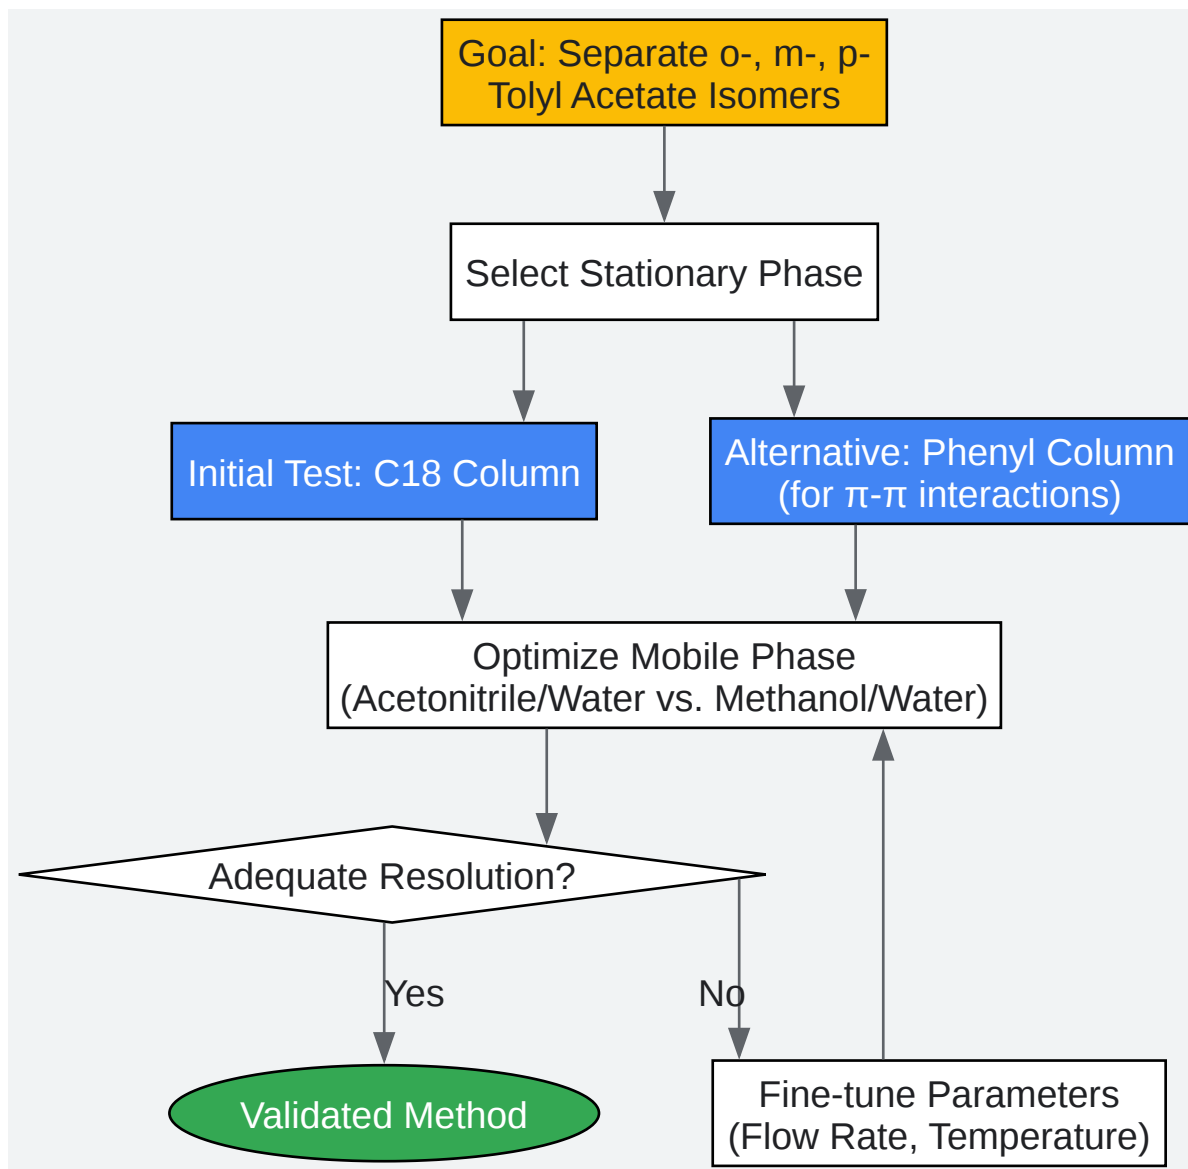 Goal: Separate o-, m-, p-
Tolyl Acetate Isomers
Select Stationary Phase
Initial Test: C18 Column
Alternative: Phenyl Column
(for π-π interactions)
Optimize Mobile Phase
(Acetonitrile/Water vs. Methanol/Water)
Adequate Resolution?
Yes
No
Validated Method
Fine-tune Parameters
(Flow Rate, Temperature)